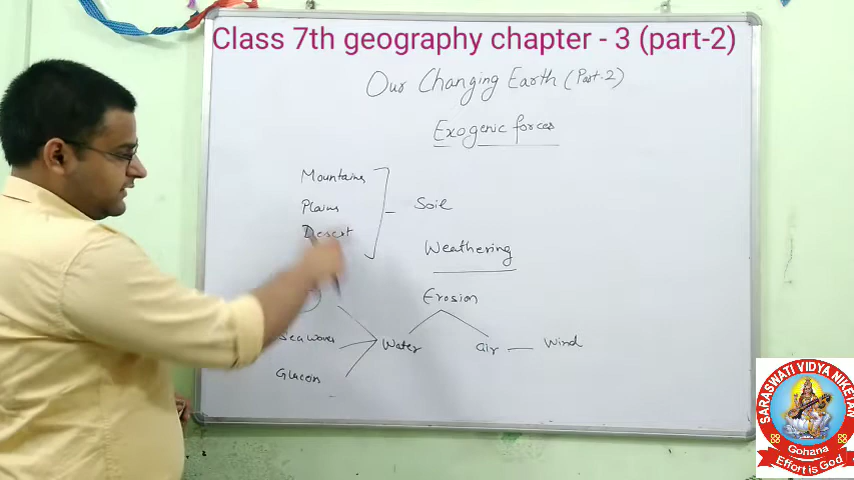 Class 7th geography chapter - 3 (part-2)
Our Changing Earth (Part-2)
Exogenic forces
Mountains
Plains
Desert
Soil
Weathering
Erosion
Sea waves
Water
air
Wind
SARASWATI VIDYA NIKETAN
Gohana
Effort is God